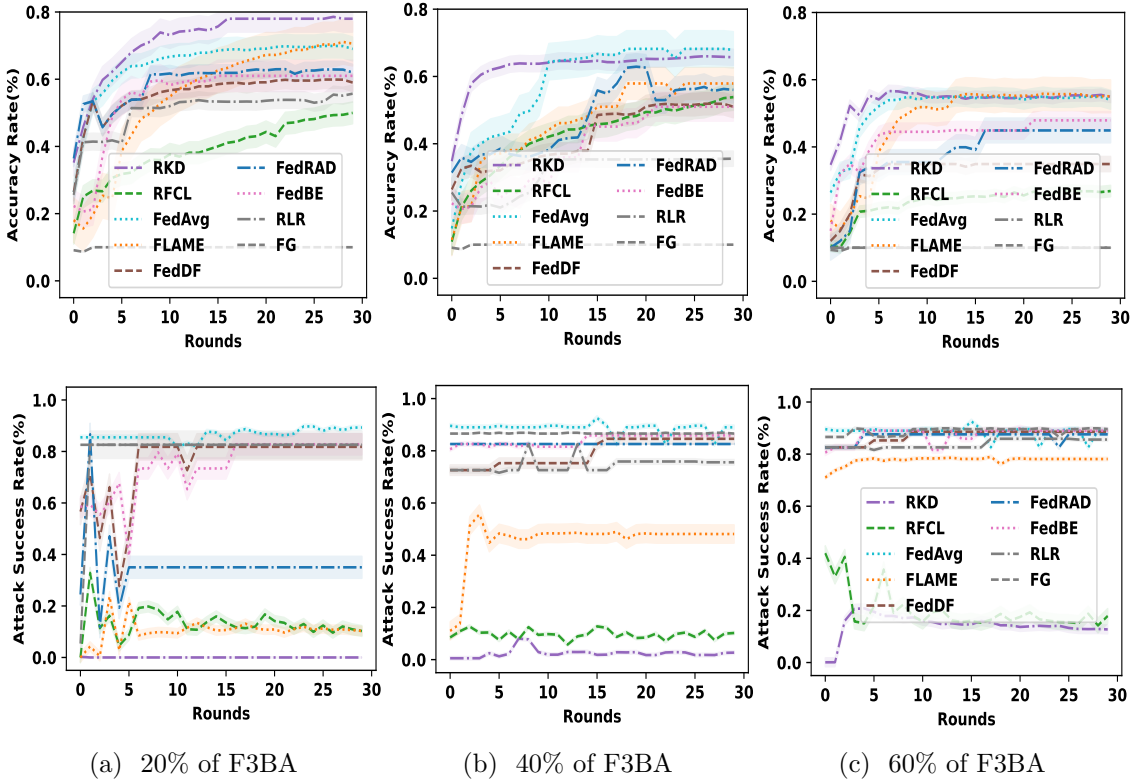 Accuracy Rate(%)
0.8
0.6
0.4
0.2
0.0
RKD
RFCL
FedAvg
FLAME
FedDF
FedRAD
FedBE
RLR
FG
0 5 10 15 20 25 30
Rounds
Accuracy Rate(%)
0.8
0.6
0.4
0.2
0.0
RKD
RFCL
FedAvg
FLAME
FedDF
FedRAD
FedBE
RLR
FG
0 5 10 15 20 25 30
Rounds
Accuracy Rate(%)
0.8
0.6
0.4
0.2
0.0
RKD
RFCL
FedAvg
FLAME
FedDF
FedRAD
FedBE
RLR
FG
0 5 10 15 20 25 30
Rounds
Attack Success Rate(%)
1.0
0.8
0.6
0.4
0.2
0.0
0 5 10 15 20 25 30
Rounds
Attack Success Rate(%)
1.0
0.8
0.6
0.4
0.2
0.0
0 5 10 15 20 25 30
Rounds
Attack Success Rate(%)
1.0
0.8
0.6
0.4
0.2
0.0
RKD
RFCL
FedAvg
FLAME
FedDF
FedRAD
FedBE
RLR
FG
0 5 10 15 20 25 30
Rounds
(a) 20% of F3BA
(b) 40% of F3BA
(c) 60% of F3BA